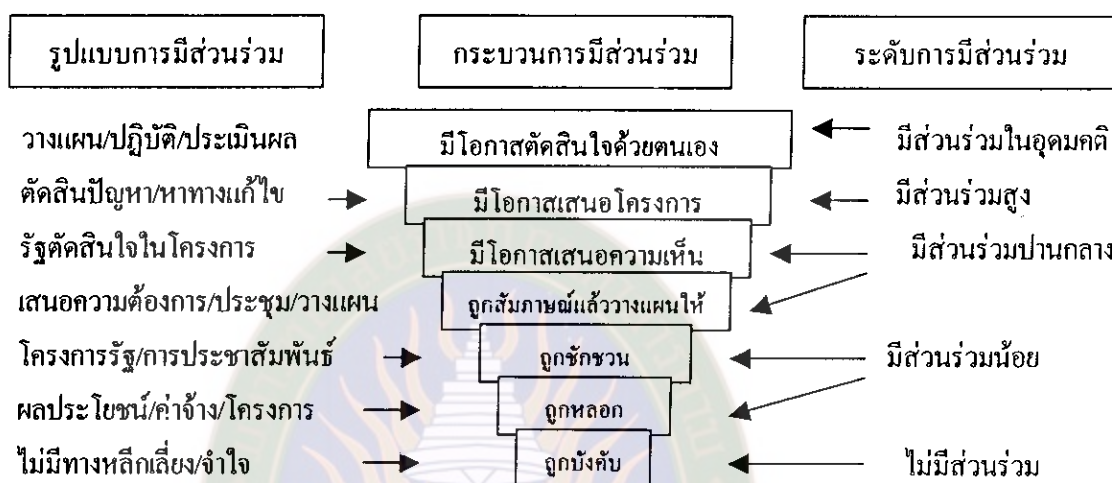 รูปแบบการมีส่วนร่วม กระบวนการมีส่วนร่วม ระดับการมีส่วนร่วม
วางแผน/ปฏิบัติ/ประเมินผล มีโอกาสตัดสินใจด้วยตนเอง มีส่วนร่วมในอุดมคติ
ตัดสินปัญหา/หาทางแก้ไข มีโอกาสเสนอโครงการ มีส่วนร่วมสูง
รัฐตัดสินใจในโครงการ มีโอกาสเสนอความเห็น มีส่วนร่วมปานกลาง
เสนอความต้องการ/ประชุม/วางแผน ถูกสัมภาษณ์แล้ววางแผนให้
โครงการรัฐ/การประชาสัมพันธ์ ถูกชักชวน มีส่วนร่วมน้อย
ผลประโยชน์/ค่าจ้าง/โครงการ ถูกหลอก
ไม่มีทางหลีกเลี่ยง/จำใจ ถูกบังคับ ไม่มีส่วนร่วม